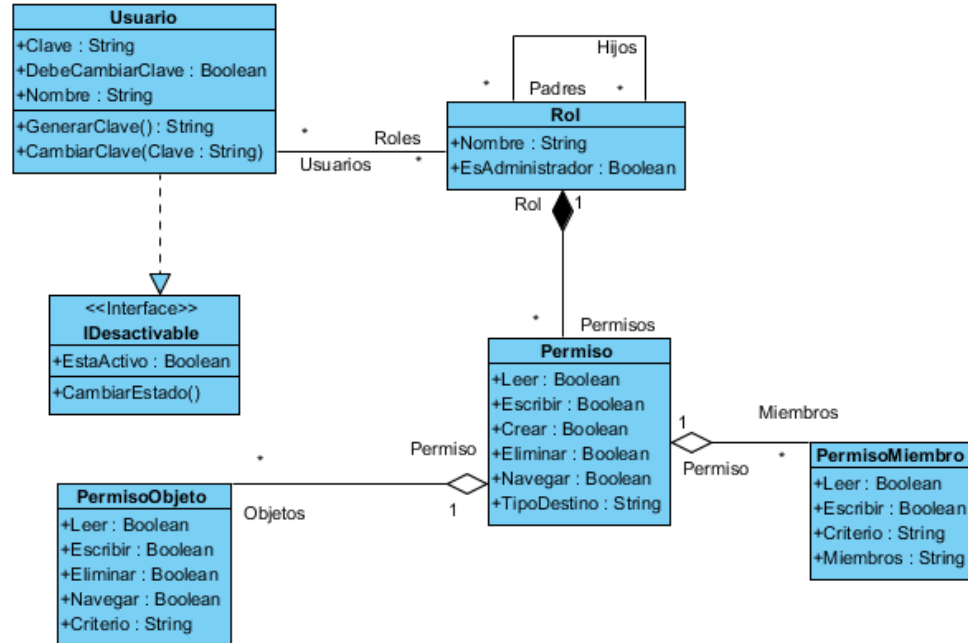 Usuario
+Clave : String
+DebeCambiarClave : Boolean
+Nombre : String
+GenerarClave() : String
+CambiarClave(Clave : String)
*
Roles
Usuarios
*
Hijos
*
Padres
*
Rol
+Nombre : String
+EsAdministrador : Boolean
Rol
1
*
Permisos
<<Interface>>
IDesactivable
+EstaActivo : Boolean
+CambiarEstado()
Permiso
+Leer : Boolean
+Escribir : Boolean
+Crear : Boolean
+Eliminar : Boolean
+Navegar : Boolean
+TipoDestino : String
1
Miembros
Permiso
*
PermisoMiembro
+Leer : Boolean
+Escribir : Boolean
+Criterio : String
+Miembros : String
*
Permiso
Objetos
1
PermisoObjeto
+Leer : Boolean
+Escribir : Boolean
+Eliminar : Boolean
+Navegar : Boolean
+Criterio : String